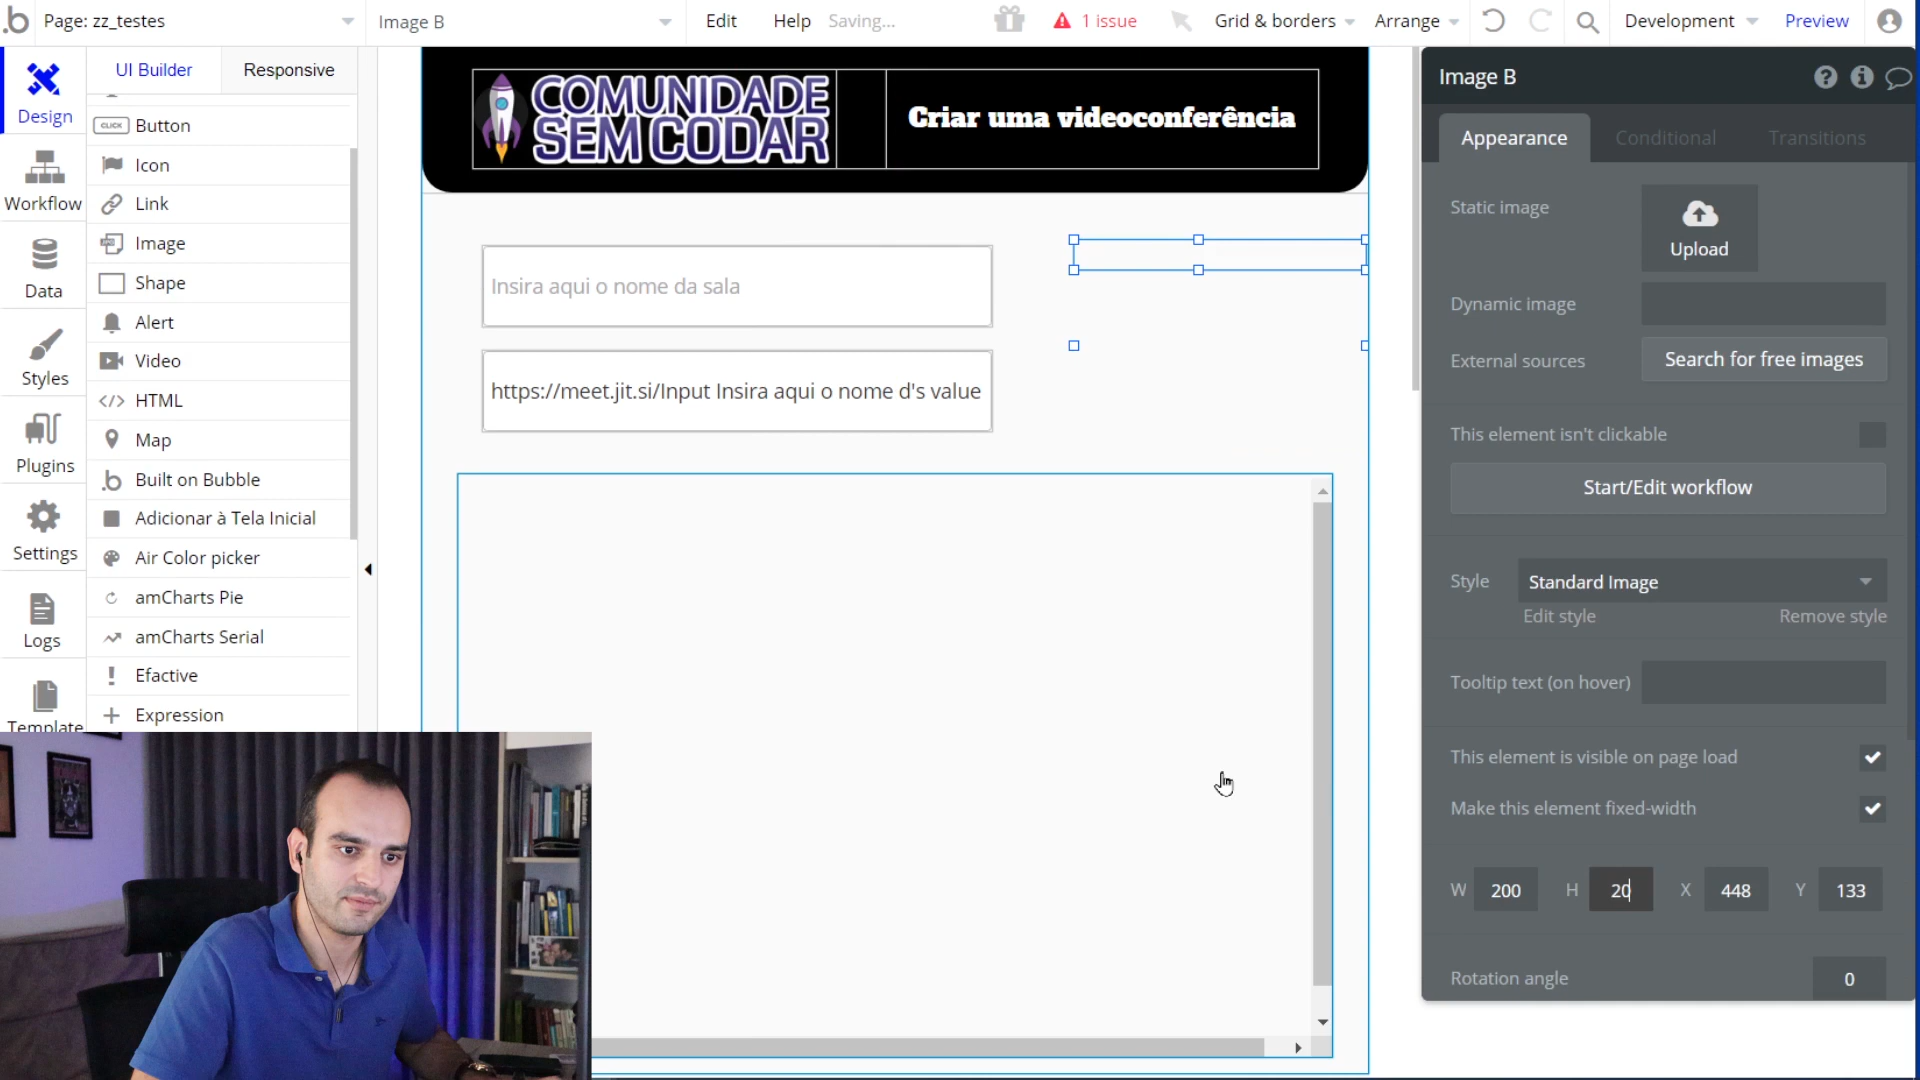 Page: zz_testes
Image B
Edit
Help
Saving...
1 issue
Grid & borders
Arrange
Development
Preview
Design
Workflow
Data
Styles
Plugins
Settings
Logs
Template
UI Builder
Responsive
CLICK Button
Icon
Link
Image
Shape
Alert
Video
</> HTML
Map
Built on Bubble
Adicionar à Tela Inicial
Air Color picker
amCharts Pie
amCharts Serial
Efactive
Expression
COMUNIDADE
SEM CODAR
Criar uma videoconferência
Insira aqui o nome da sala
https://meet.jit.si/Input Insira aqui o nome d's value
Image B
Appearance
Conditional
Transitions
Static image
Upload
Dynamic image
External sources
Search for free images
This element isn't clickable
Start/Edit workflow
Style
Standard Image
Edit style
Remove style
Tooltip text (on hover)
This element is visible on page load
Make this element fixed-width
W 200 H 20 X 448 Y 133
Rotation angle
0